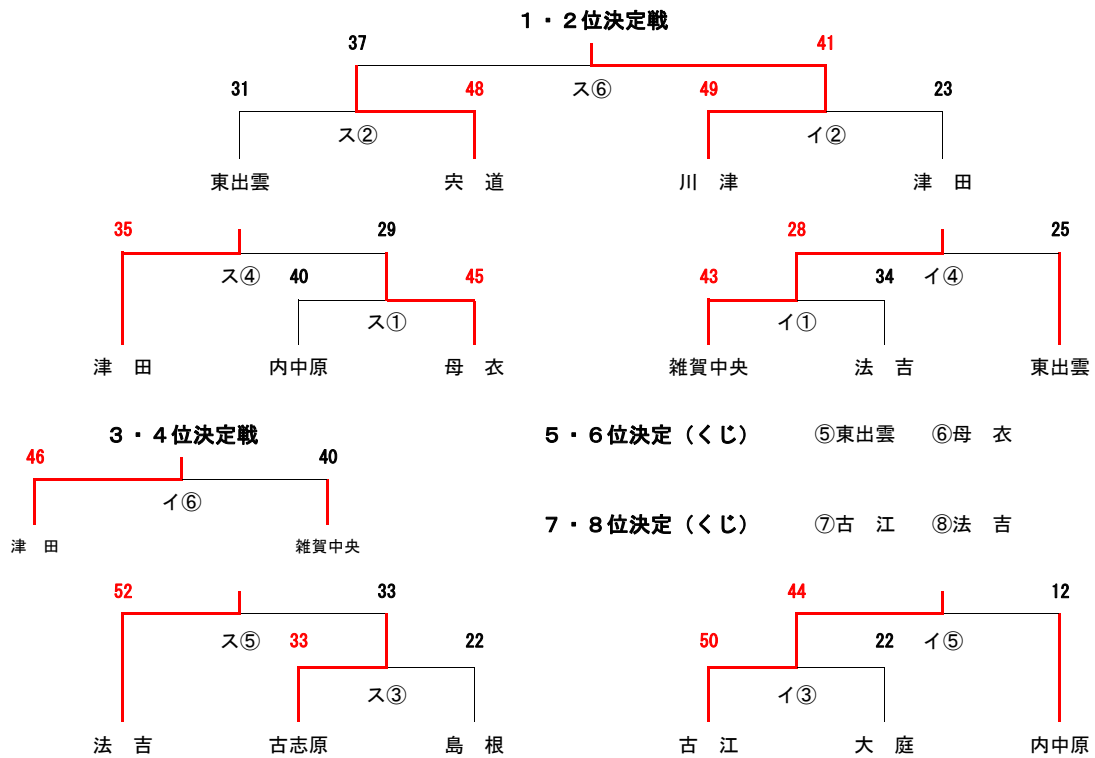 １・２位決定戦
37 41
31 48 ス⑥ 49 23
ス② イ②
東出雲 宍　道 川　津 津　田
35 29 28 25
ス④ 40 45 43 34 イ④
ス① イ①
津　田 内中原 母　衣 雑賀中央 法　吉 東出雲
３・４位決定戦 ５・６位決定（くじ） ⑤東出雲 ⑥母　衣
46 40
イ⑥
７・８位決定（くじ） ⑦古　江 ⑧法　吉
津　田 雑賀中央
52 33 44 12
ス⑤ 33 22 50 22 イ⑤
ス③ イ③
法　吉 古志原 島　根 古　江 大　庭 内中原